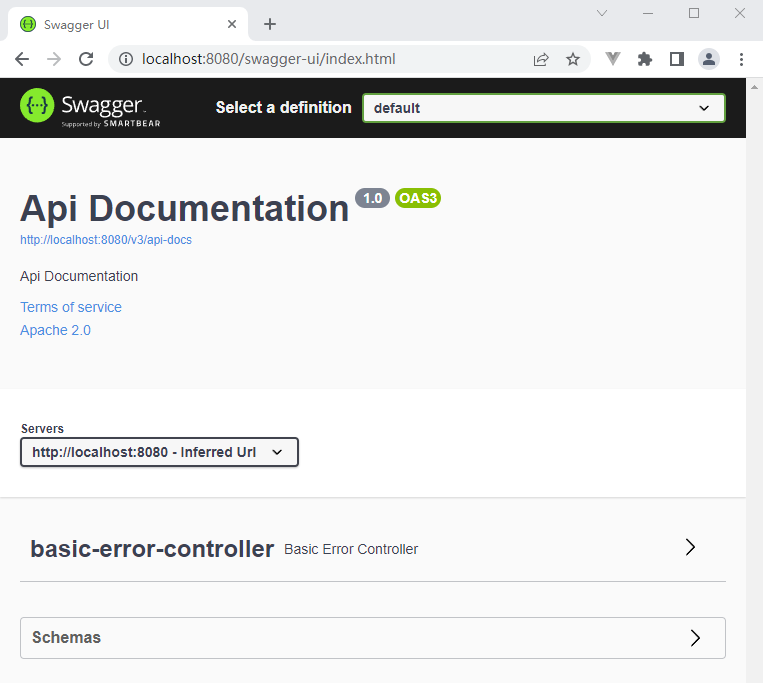 Swagger UI
localhost:8080/swagger-ui/index.html
{...} Swagger
Supported by SMARTBEAR
Select a definition
default
Api Documentation 1.0 OAS3
http://localhost:8080/v3/api-docs
Api Documentation
Terms of service
Apache 2.0
Servers
http://localhost:8080 - Inferred Url
basic-error-controller Basic Error Controller
Schemas